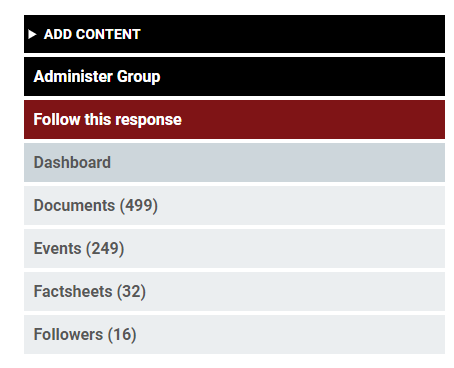 ADD CONTENT
Administer Group
Follow this response
Dashboard
Documents (499)
Events (249)
Factsheets (32)
Followers (16)